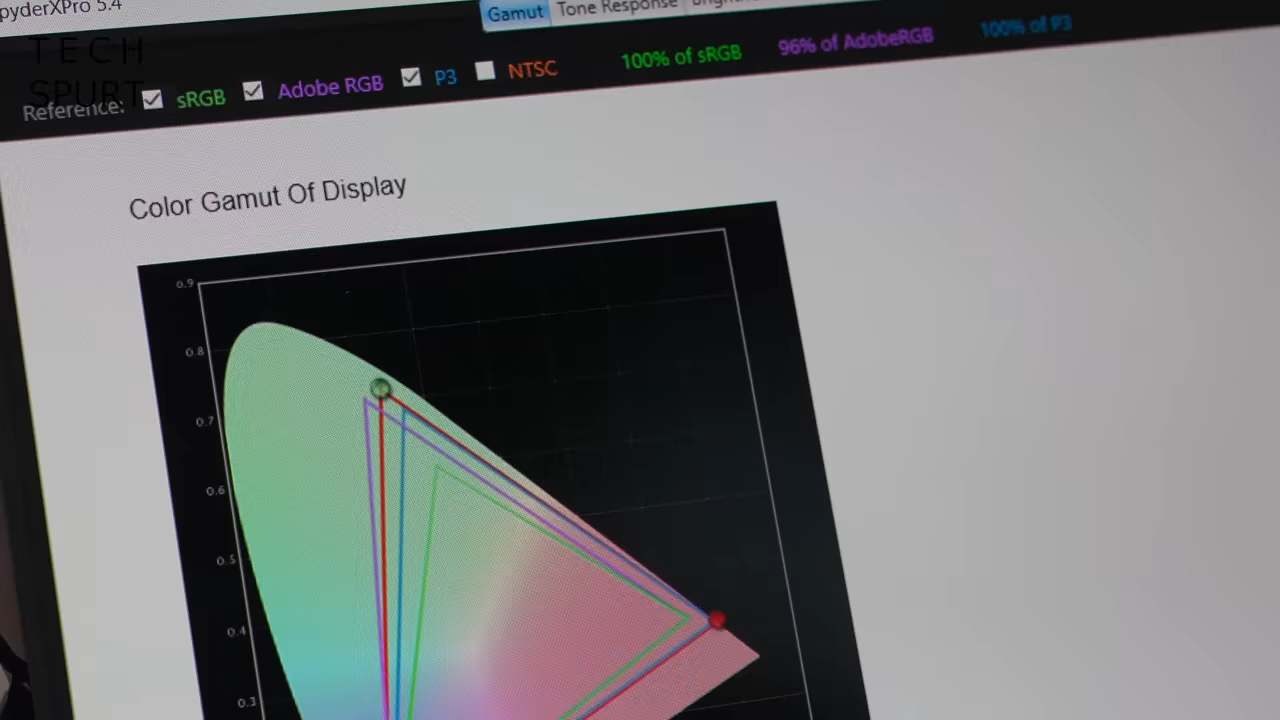 pyderXPro 5.4
Gamut Tone Response
TECH
SPURT
Reference: sRGB Adobe RGB P3 NTSC 100% of sRGB 96% of AdobeRGB 100% of P3
Color Gamut Of Display
0.9
0.8
0.7
0.6
0.5
0.4
0.3